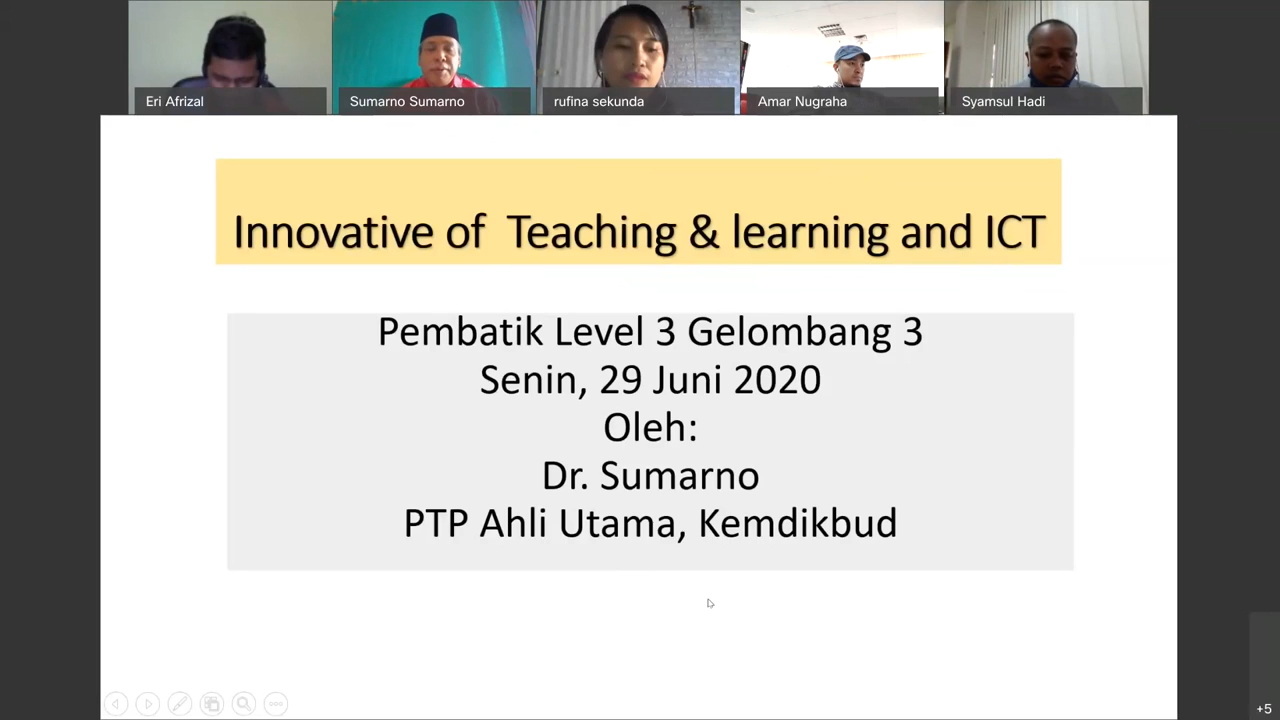 Eri Afrizal
Sumarno Sumarno
rufina sekunda
Amar Nugraha
Syamsul Hadi
Innovative of Teaching & learning and ICT
Pembatik Level 3 Gelombang 3
Senin, 29 Juni 2020
Oleh:
Dr. Sumarno
PTP Ahli Utama, Kemdikbud
+5